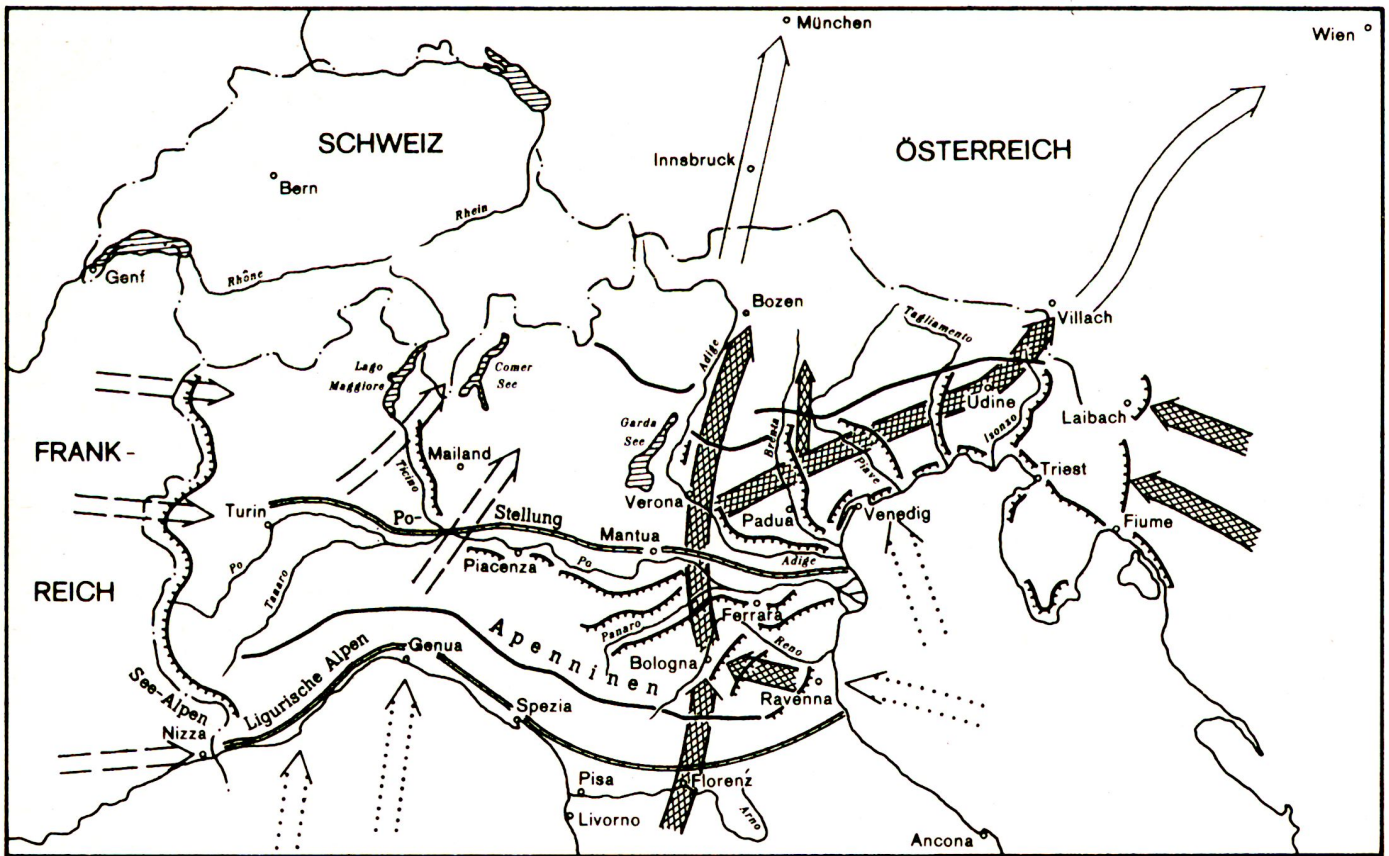 München
Wien
SCHWEIZ
ÖSTERREICH
Innsbruck
Bern
Rhein
Genf
Rhône
Bozen
Tagliamento
Villach
Lago
Maggiore
Comer
See
Adige
Udine
Laibach
Garda
See
Isonzo
FRANK-
Mailand
Brenta
Piave
Triest
Ticino
Verona
Turin
Po-
Stellung
Padua
Venedig
Mantua
Fiume
Piacenza
Po
Adige
Po
Tanaro
REICH
Ferrara
Panaro
Reno
Apenninen
Genua
Bologna
Ligurische Alpen
See-Alpen
Ravenna
Spezia
Nizza
Pisa
Florenz
Arno
Livorno
Ancona